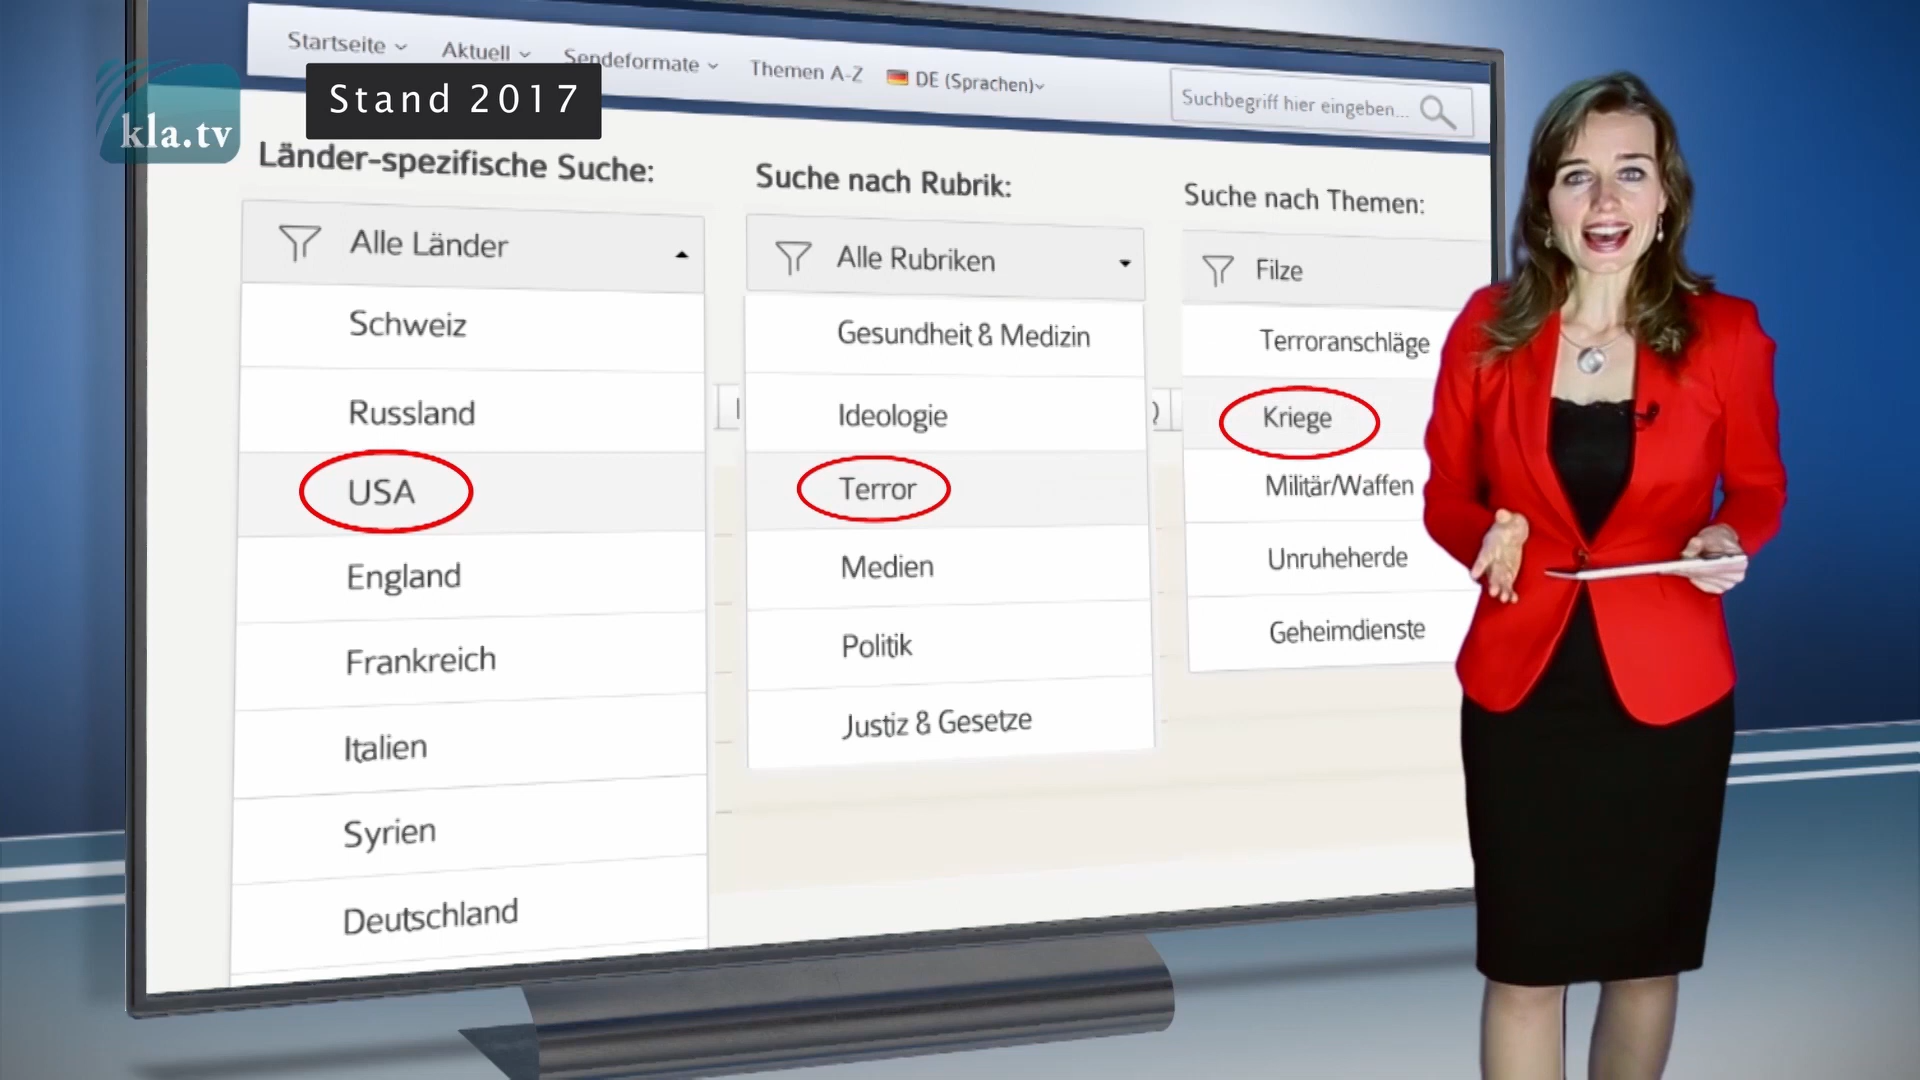 Startseite
Aktuell
Sendeformate
Themen A-Z
DE (Sprachen)
Suchbegriff hier eingeben...
kla.tv
Stand 2017
Länder-spezifische Suche:
Alle Länder
Schweiz
Russland
USA
England
Frankreich
Italien
Syrien
Deutschland
Suche nach Rubrik:
Alle Rubriken
Gesundheit & Medizin
Ideologie
Terror
Medien
Politik
Justiz & Gesetze
Suche nach Themen:
Filze
Terroranschläge
Kriege
Militär/Waffen
Unruheherde
Geheimdienste